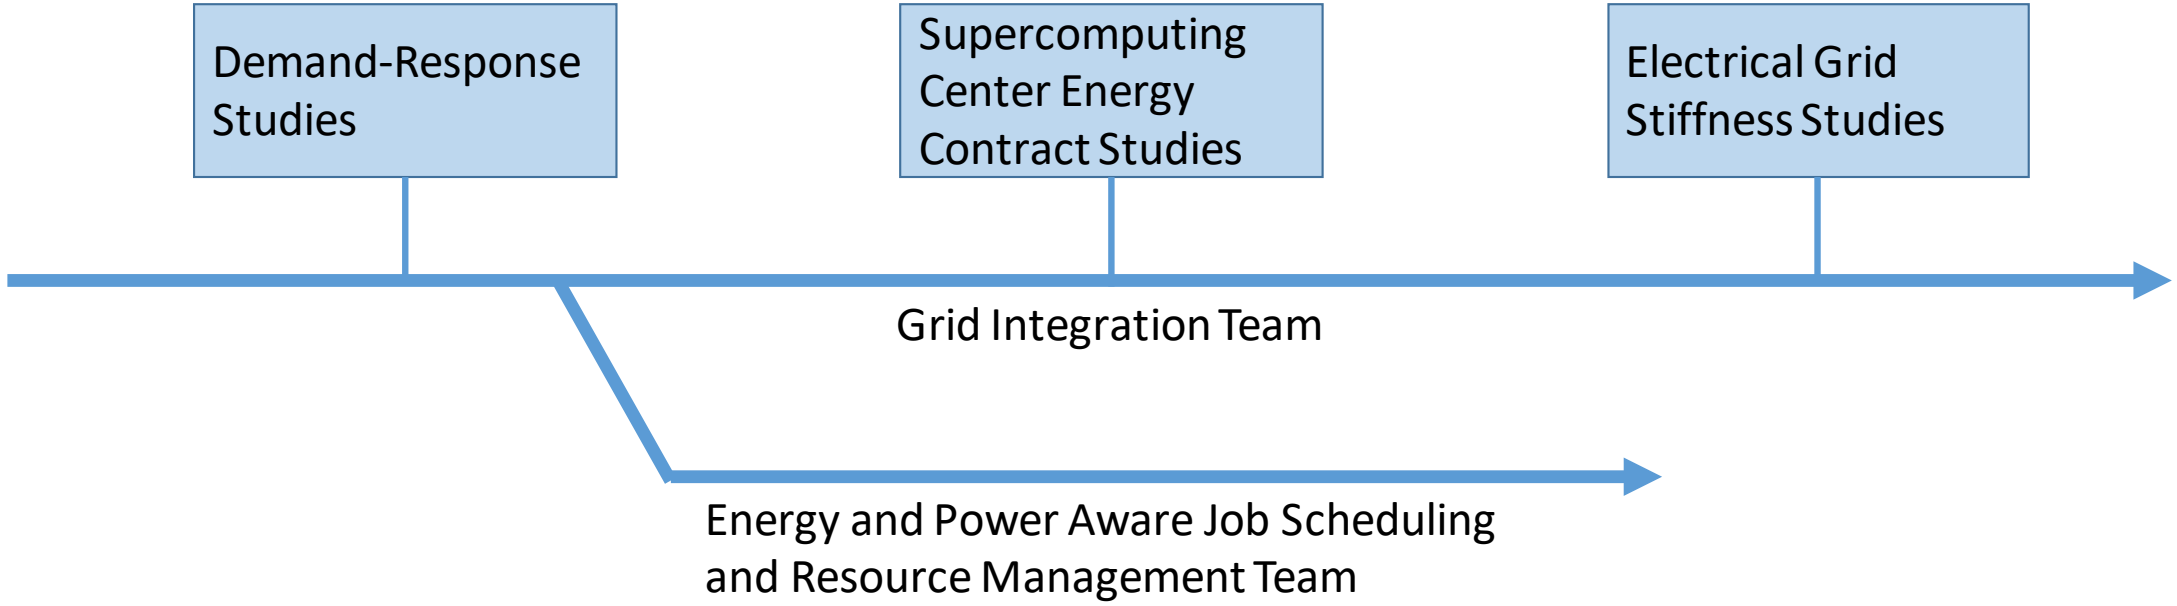 Demand-Response
Studies
Supercomputing
Center Energy
Contract Studies
Electrical Grid
Stiffness Studies
Grid Integration Team
Energy and Power Aware Job Scheduling
and Resource Management Team